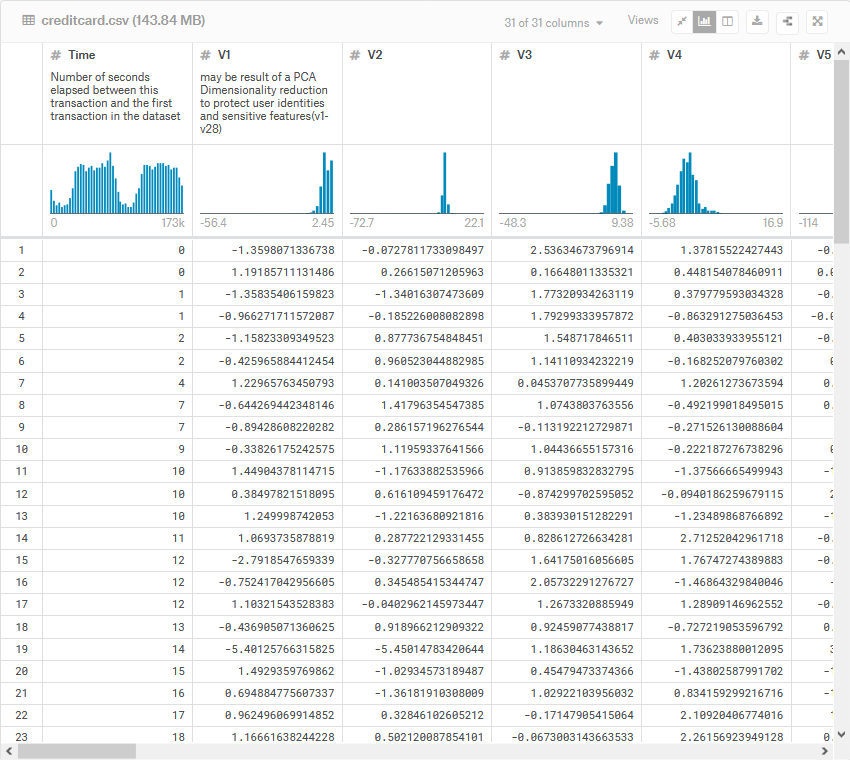 creditcard.csv (143.84 MB)
31 of 31 columns
Views
# Time # V1 # V2 # V3 # V4 # V5
Number of seconds
elapsed between this
transaction and the first
transaction in the dataset
may be result of a PCA
Dimensionality reduction
to protect user identities
and sensitive features(v1-
v28)
0 173k -56.4 2.45 -72.7 22.1 -48.3 9.38 -5.68 16.9 -114
1 0 -1.3598071336738 -0.0727811733098497 2.53634673796914 1.37815522427443 -0.
2 0 1.19185711131486 0.26615071205963 0.16648011335321 0.448154078460911 0.0
3 1 -1.35835406159823 -1.34016307473609 1.77320934263119 0.379779593034328 -0.
4 1 -0.966271711572087 -0.185226008082898 1.79299333957872 -0.863291275036453 -0.0
5 2 -1.15823309349523 0.877736754848451 1.548717846511 0.403033933955121 -0.
6 2 -0.425965884412454 0.960523044882985 1.14110934232219 -0.168252079760302
7 4 1.22965763450793 0.141003507049326 0.0453707735899449 1.20261273673594 0.
8 7 -0.644269442348146 1.41796354547385 1.0743803763556 -0.492199018495015 0.
9 7 -0.89428608220282 0.286157196276544 -0.113192212729871 -0.271526130088604
10 9 -0.33826175242575 1.11959337641566 1.04436655157316 -0.222187276738296
11 10 1.44904378114715 -1.17633882535966 0.913859832832795 -1.37566665499943 -1
12 10 0.38497821518095 0.616109459176472 -0.874299702595052 -0.0940186259679115 2
13 10 1.249998742053 -1.22163680921816 0.383930151282291 -1.23489868766892 -1
14 11 1.0693735878819 0.287722129331455 0.828612726634281 2.71252042961718 -0.
15 12 -2.7918547659339 -0.327770756658658 1.64175016056605 1.76747274389883 -0.
16 12 -0.752417042956605 0.345485415344747 2.05732291276727 -1.46864329840046 -
17 12 1.10321543528383 -0.0402962145973447 1.2673320885949 1.28909146962552 -0.
18 13 -0.436905071360625 0.918966212909322 0.92459077438817 -0.727219053596792 0.
19 14 -5.40125766315825 -5.45014783420644 1.18630463143652 1.73623880012095 3
20 15 1.4929359769862 -1.02934573189487 0.45479473374366 -1.43802587991702 -1
21 16 0.694884775607337 -1.36181910308009 1.02922103956032 0.834159299216716 -1
22 17 0.962496069914852 0.32846102605212 -0.17147905415064 2.10920406774016
23 18 1.16661638244228 0.502120087854101 -0.0673003143663533 2.26156923949128 0.